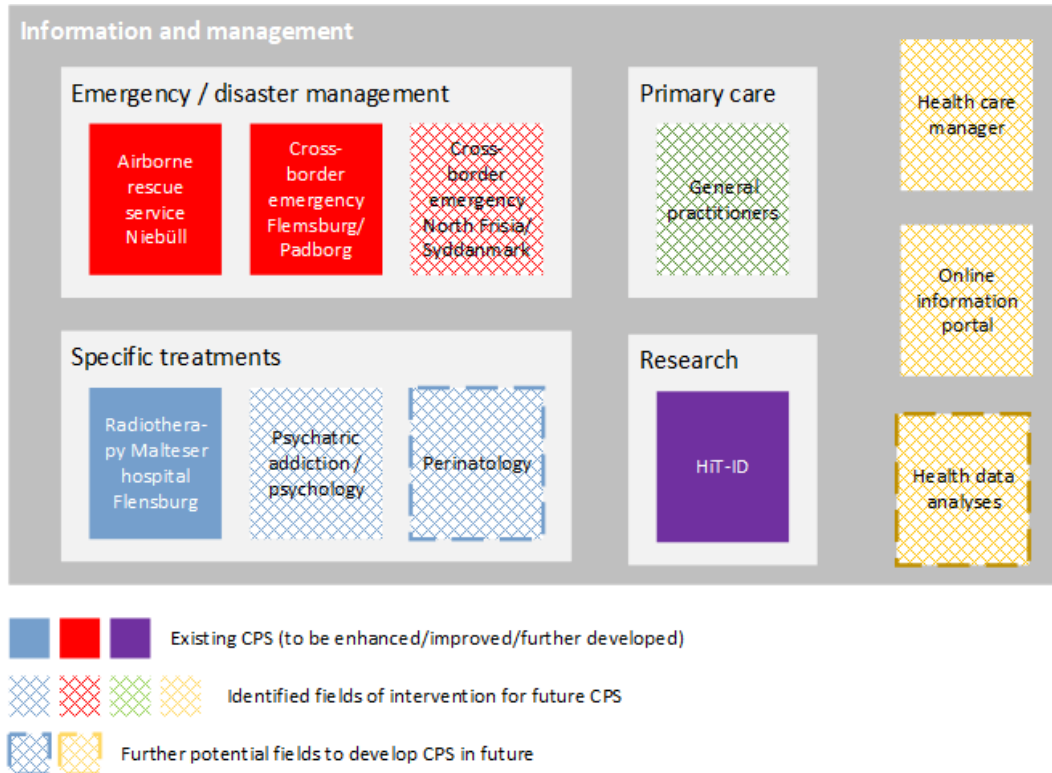 Information and management
Emergency / disaster management
Airborne
rescue
service
Niebüll
Cross-
border
emergency
Flemsburg/
Padborg
Cross-
border
emergency
North Frisia/
Syddanmark
Primary care
General
practitioners
Health care
manager
Online
information
portal
Specific treatments
Radiothera-
py Malteser
hospital
Flensburg
Psychatric
addiction /
psychology
Perinatology
Research
HiT-ID
Health data
analyses
Existing CPS (to be enhanced/improved/further developed)
Identified fields of intervention for future CPS
Further potential fields to develop CPS in future